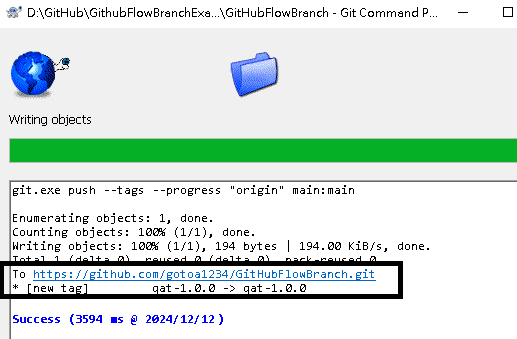 D:\GitHub\GithubFlowBranchExa...\GitHubFlowBranch - Git Command P...
Writing objects
git.exe push --tags --progress "origin" main:main
Enumerating objects: 1, done.
Counting objects: 100% (1/1), done.
Writing objects: 100% (1/1), 194 bytes | 194.00 KiB/s, done.
Total 1 (delta 0), reused 0 (delta 0), pack-reused 0
To https://github.com/gotoa1234/GitHubFlowBranch.git
* [new tag] qat-1.0.0 -> qat-1.0.0
Success (3594 ms @ 2024/12/12 )